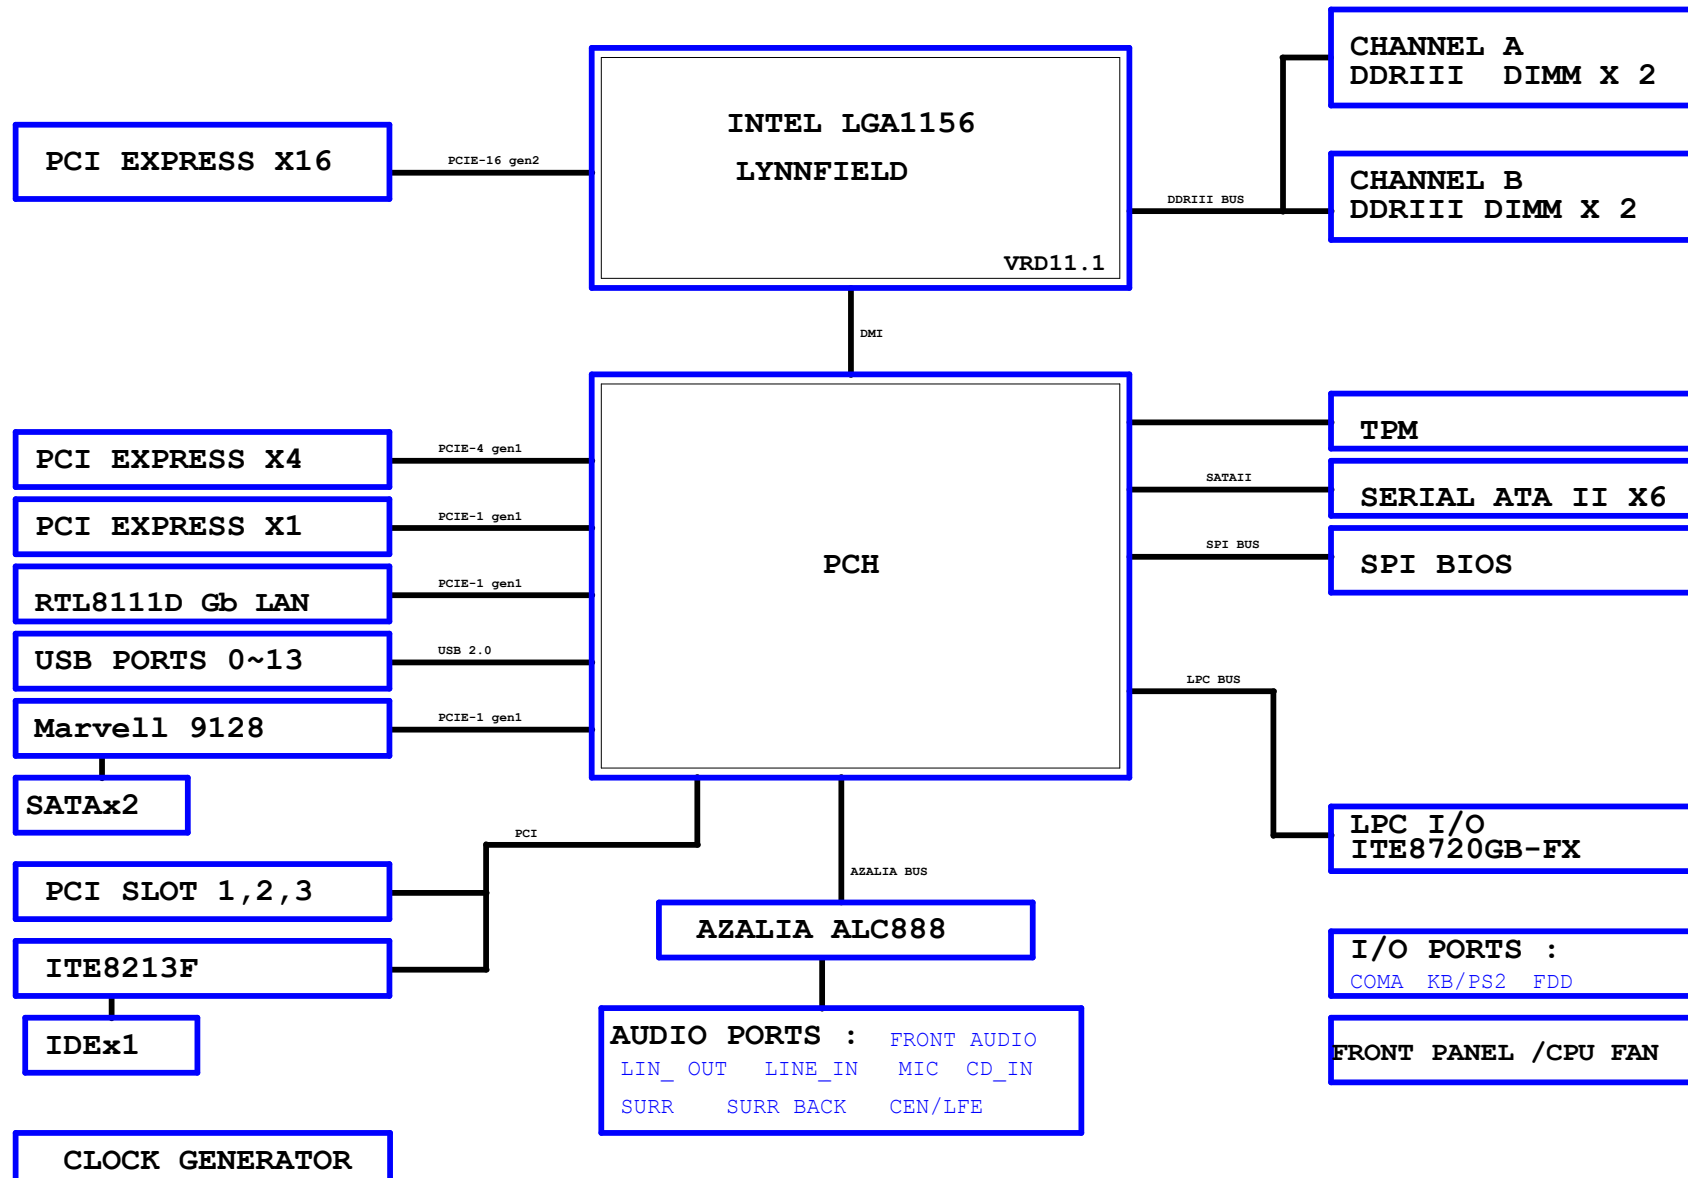 CHANNEL A
DDRIII DIMM X 2
INTEL LGA1156
LYNNFIELD
VRD11.1
PCI EXPRESS X16
PCIE-16 gen2
DDRIII BUS
CHANNEL B
DDRIII DIMM X 2
DMI
PCI EXPRESS X4
PCIE-4 gen1
PCI EXPRESS X1
PCIE-1 gen1
RTL8111D Gb LAN
PCIE-1 gen1
USB PORTS 0~13
USB 2.0
Marvell 9128
PCIE-1 gen1
SATAx2
PCH
TPM
SATAII
SERIAL ATA II X6
SPI BUS
SPI BIOS
LPC BUS
LPC I/O
ITE8720GB-FX
PCI
PCI SLOT 1,2,3
ITE8213F
IDEx1
AZALIA BUS
AZALIA ALC888
AUDIO PORTS : FRONT AUDIO
LIN_ OUT LINE_IN MIC CD_IN
SURR SURR BACK CEN/LFE
I/O PORTS :
COMA KB/PS2 FDD
FRONT PANEL /CPU FAN
CLOCK GENERATOR